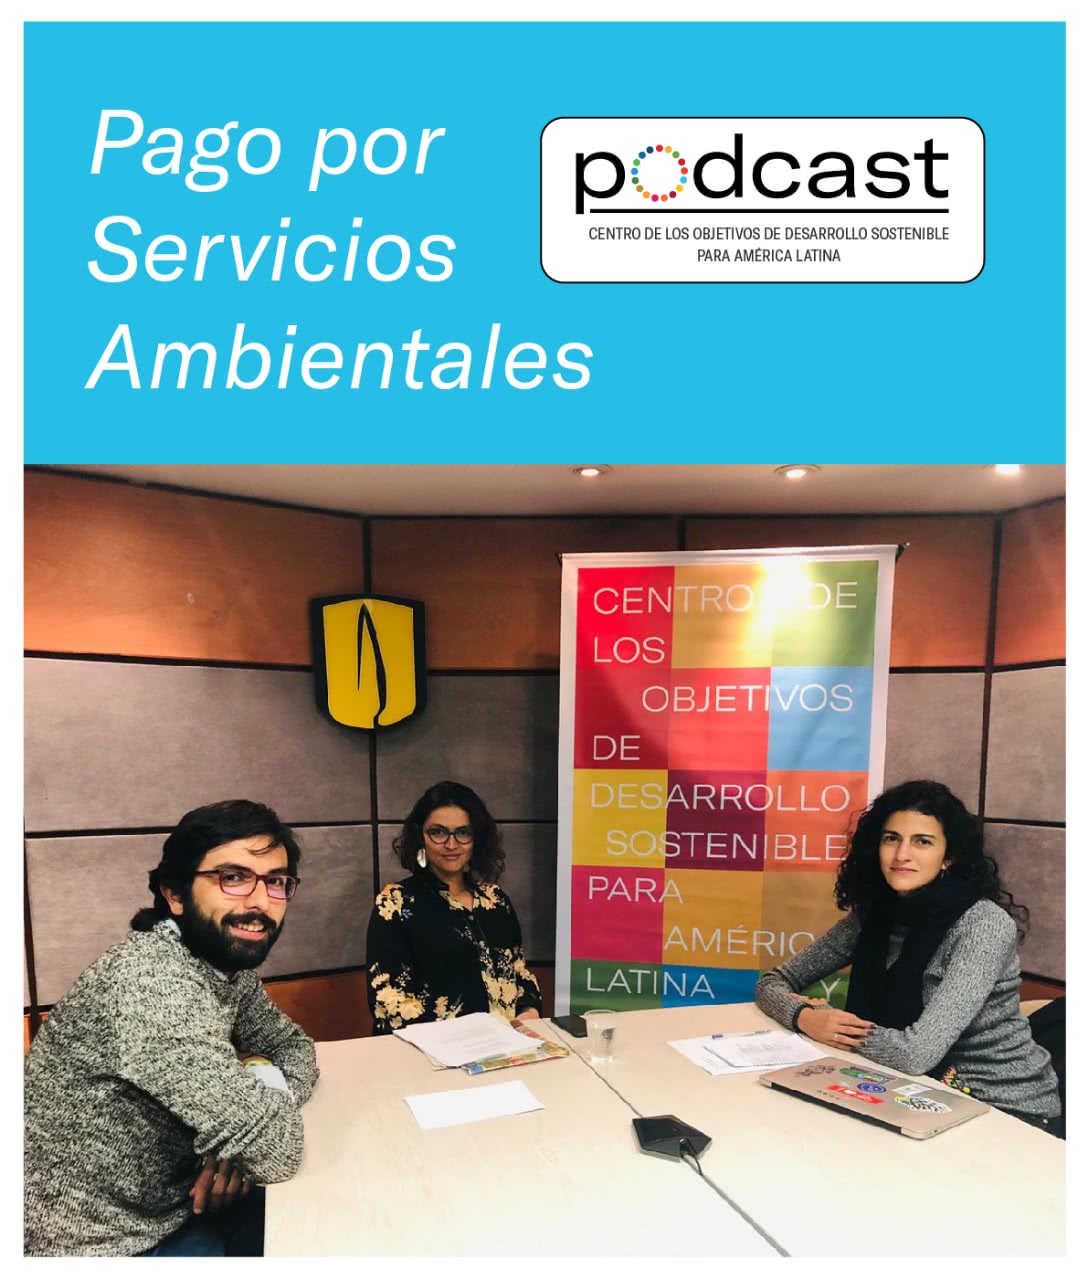 Pago por
Servicios
Ambientales
podcast
CENTRO DE LOS OBJETIVOS DE DESARROLLO SOSTENIBLE
PARA AMÉRICA LATINA
CENTRO DE
LOS
OBJETIVOS
DE
DESARROLLO
SOSTENIBLE
PARA
AMÉRIC
LATINA Y